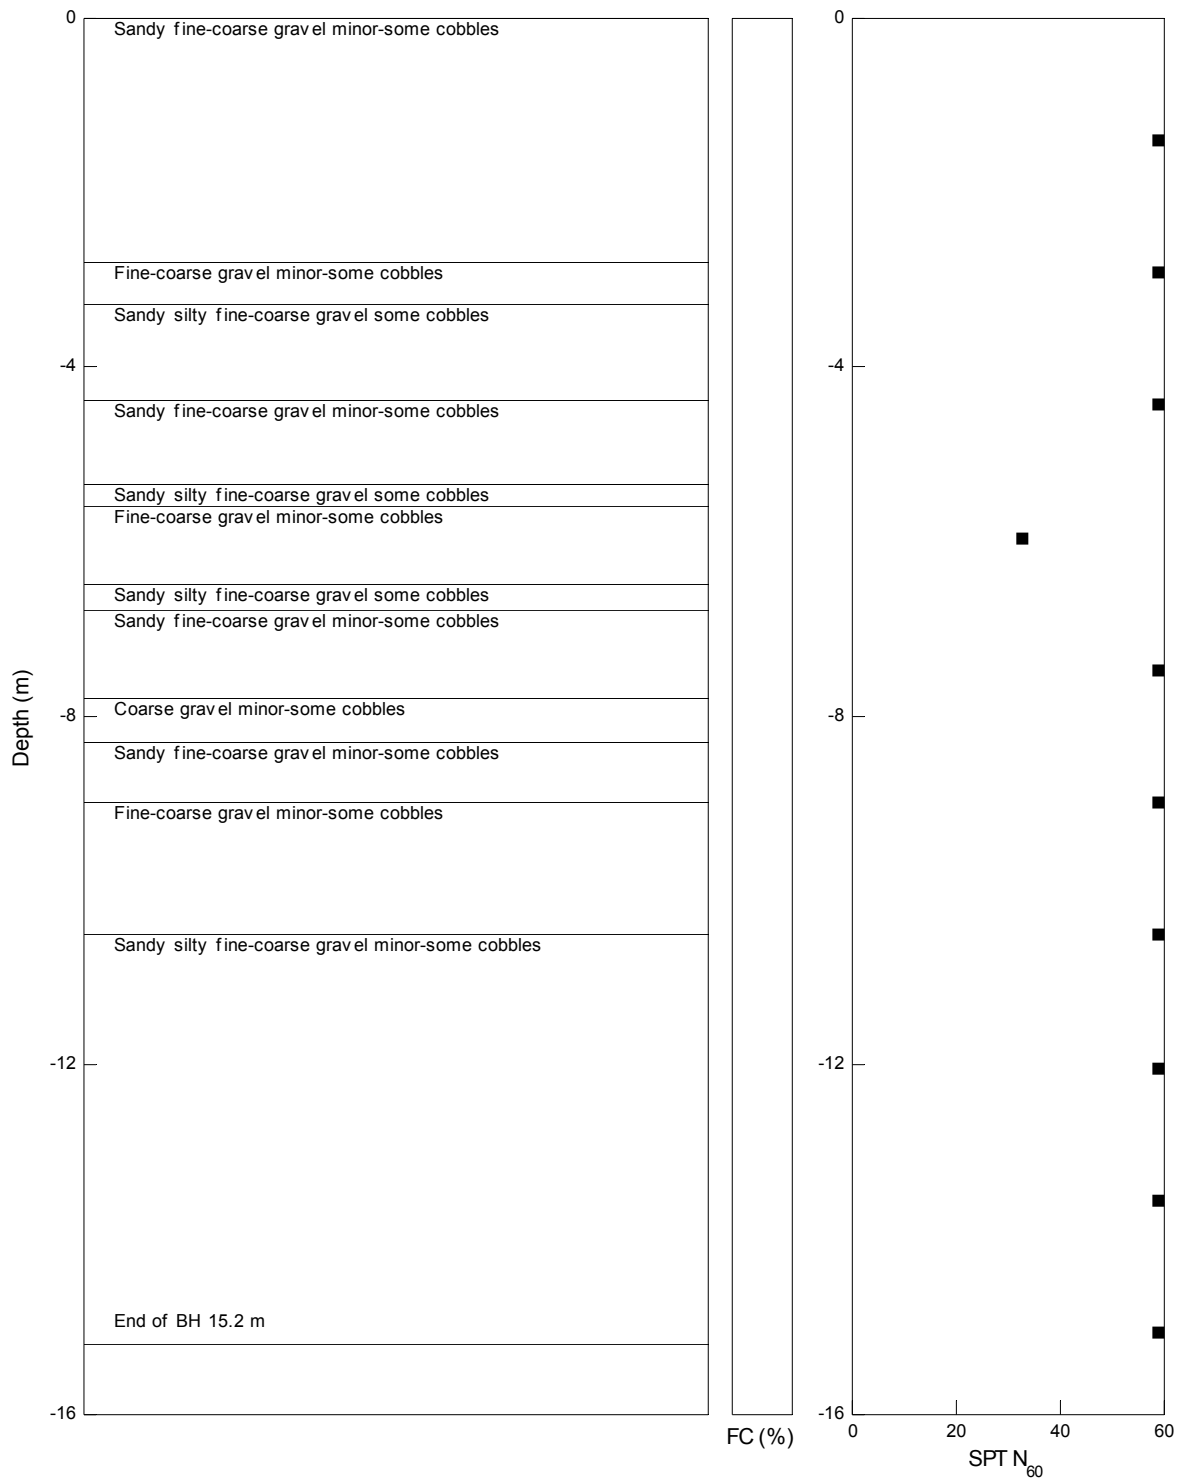 0
Sandy fine-coarse gravel minor-some cobbles
Fine-coarse gravel minor-some cobbles
Sandy silty fine-coarse gravel some cobbles
-4
Sandy fine-coarse gravel minor-some cobbles
Sandy silty fine-coarse gravel some cobbles
Fine-coarse gravel minor-some cobbles
Sandy silty fine-coarse gravel some cobbles
Sandy fine-coarse gravel minor-some cobbles
Depth (m)
-8
Coarse gravel minor-some cobbles
Sandy fine-coarse gravel minor-some cobbles
Fine-coarse gravel minor-some cobbles
Sandy silty fine-coarse gravel minor-some cobbles
-12
End of BH 15.2 m
-16
FC (%)
0
-4
-8
-12
-16
0 20 40 60
SPT N60